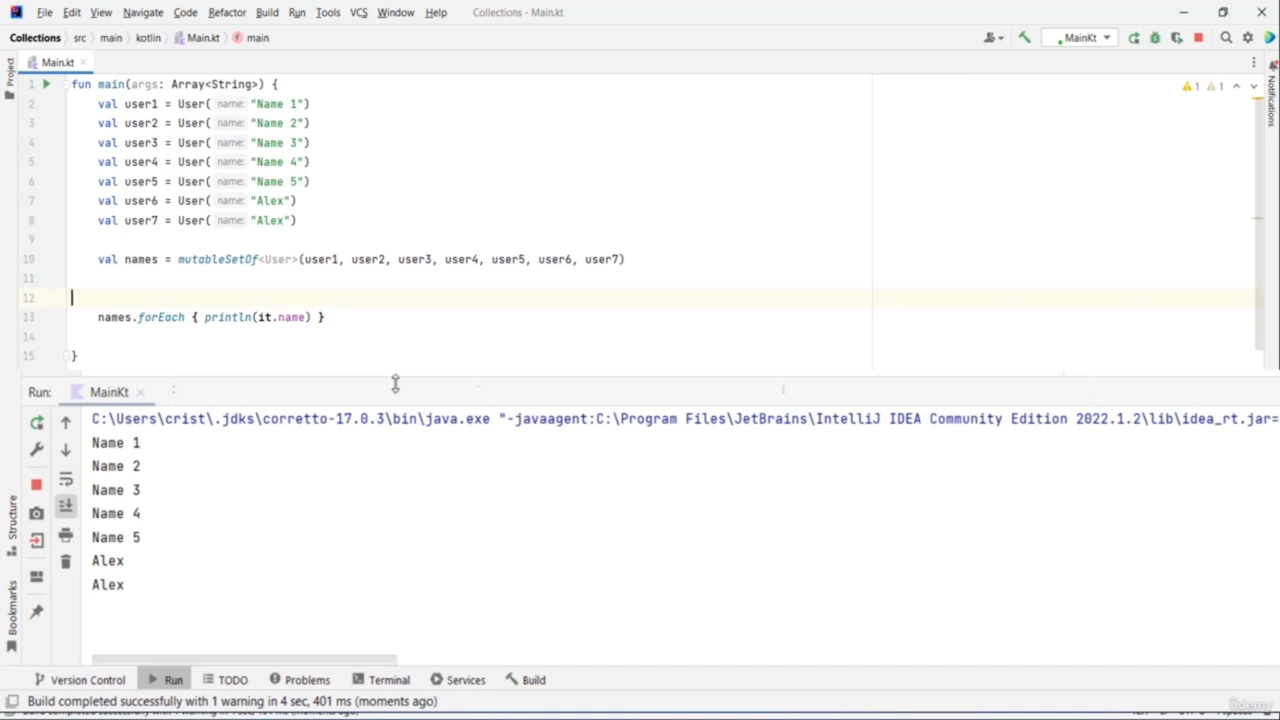 File Edit View Navigate Code Refactor Build Run Tools VCS Window Help Collections - Main.kt
Collections src main kotlin Main.kt main MainKt
Project Main.kt
1 fun main(args: Array<String>) {
2 val user1 = User( name: "Name 1")
3 val user2 = User( name: "Name 2")
4 val user3 = User( name: "Name 3")
5 val user4 = User( name: "Name 4")
6 val user5 = User( name: "Name 5")
7 val user6 = User( name: "Alex")
8 val user7 = User( name: "Alex")
9
10 val names = mutableSetOf<User>(user1, user2, user3, user4, user5, user6, user7)
11
12
13 names.forEach { println(it.name) }
14
15 }
1 1
Notifications
Run: MainKt
C:\Users\crist\.jdks\corretto-17.0.3\bin\java.exe "-javaagent:C:\Program Files\JetBrains\IntelliJ IDEA Community Edition 2022.1.2\lib\idea_rt.jar=
Name 1
Name 2
Name 3
Name 4
Name 5
Alex
Alex
Structure
Bookmarks
Version Control Run TODO Problems Terminal Services Build
Build completed successfully with 1 warning in 4 sec, 401 ms (moments ago)
ûdemy